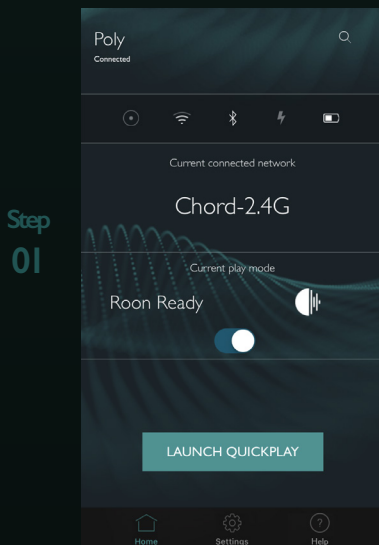 Poly
Connected
Current connected network
Chord-2.4G
Step
01
Current play mode
Roon Ready
LAUNCH QUICKPLAY
Home
Settings
Help